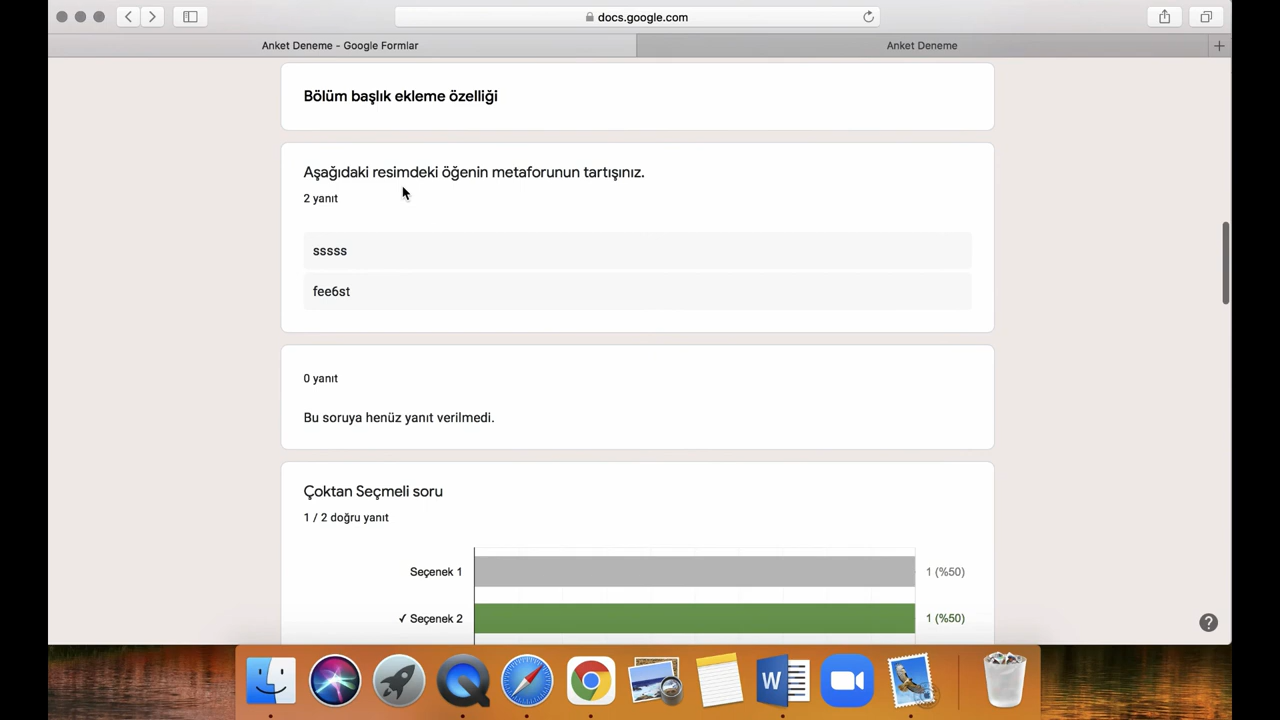 docs.google.com
Anket Deneme - Google Formlar
Anket Deneme
Bölüm başlık ekleme özelliği
Aşağıdaki resimdeki öğenin metaforunun tartışınız.
2 yanıt
sssss
fee6st
0 yanıt
Bu soruya henüz yanıt verilmedi.
Çoktan Seçmeli soru
1 / 2 doğru yanıt
Seçenek 1
1 (%50)
✓ Seçenek 2
1 (%50)
?
W